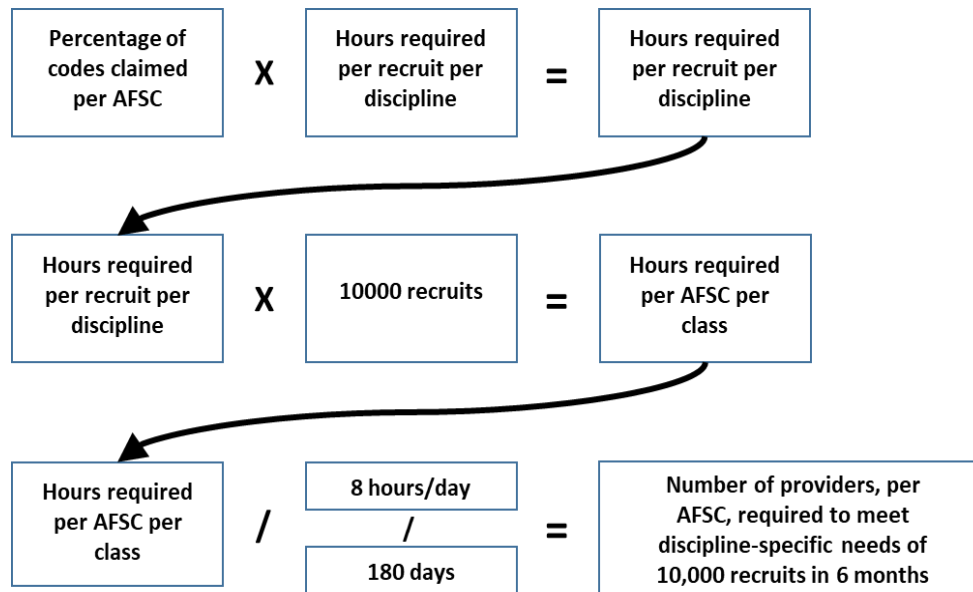 Percentage of
codes claimed
per AFSC
X
Hours required
per recruit per
discipline
=
Hours required
per recruit per
discipline
Hours required
per recruit per
discipline
X
10000 recruits
=
Hours required
per AFSC per
class
Hours required
per AFSC per
class
/
8 hours/day
/
180 days
=
Number of providers, per
AFSC, required to meet
discipline-specific needs of
10,000 recruits in 6 months